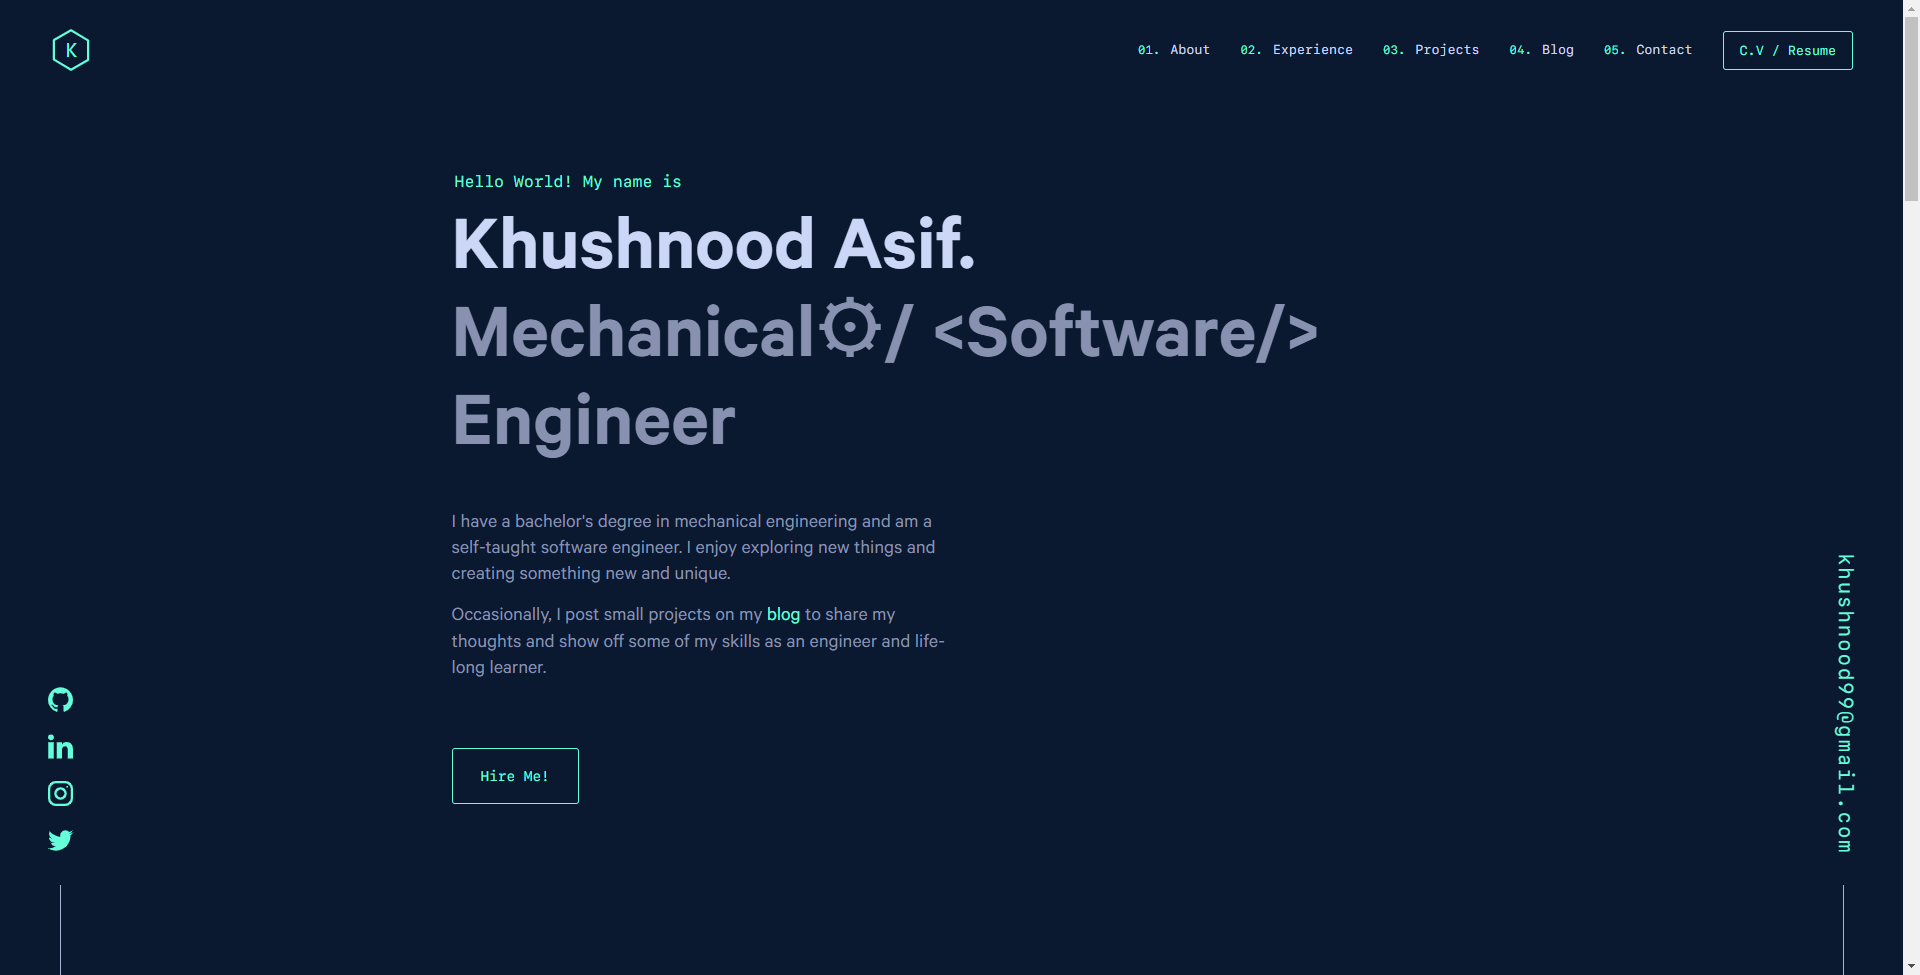 K
01. About 02. Experience 03. Projects 04. Blog 05. Contact C.V / Resume
Hello World! My name is
Khushnood Asif.
Mechanical⚙/ <Software/>
Engineer
I have a bachelor's degree in mechanical engineering and am a
self-taught software engineer. I enjoy exploring new things and
creating something new and unique.
Occasionally, I post small projects on my blog to share my
thoughts and show off some of my skills as an engineer and life-
long learner.
Hire Me!
khushnood99@gmail.com